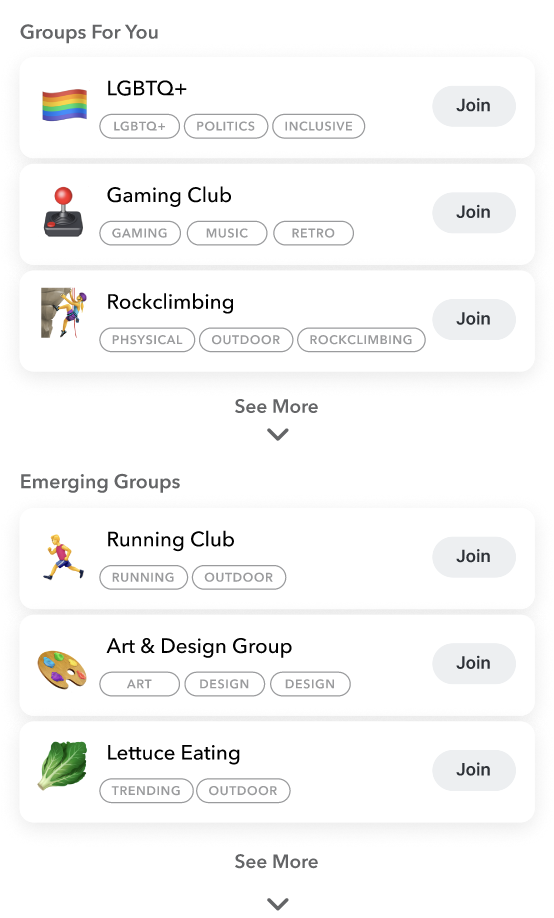 Groups For You
LGBTQ+
Join
LGBTQ+ POLITICS INCLUSIVE
Gaming Club
Join
GAMING MUSIC RETRO
Rockclimbing
Join
PHSYSICAL OUTDOOR ROCKCLIMBING
See More
Emerging Groups
Running Club
Join
RUNNING OUTDOOR
Art & Design Group
Join
ART DESIGN DESIGN
Lettuce Eating
Join
TRENDING OUTDOOR
See More